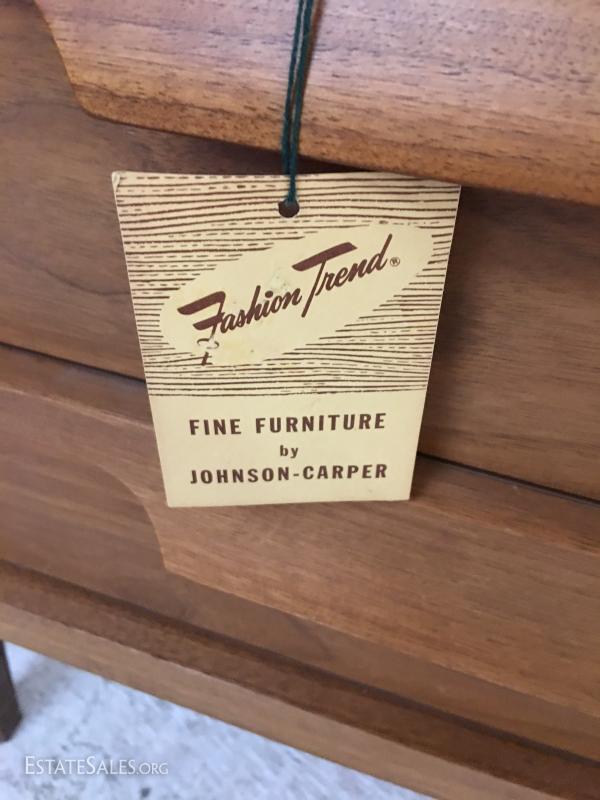 Fashion Trend®
FINE FURNITURE
by
JOHNSON-CARPER
ESTATESALES.ORG